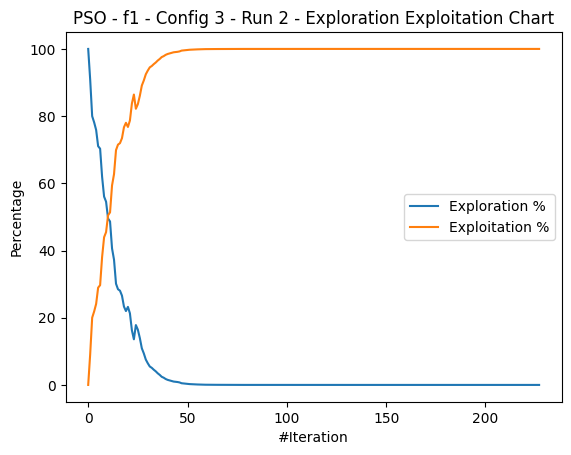 PSO - f1 - Config 3 - Run 2 - Exploration Exploitation Chart
100
80
60
40
20
0
Percentage
Exploration %
Exploitation %
0
50
100
150
200
#Iteration